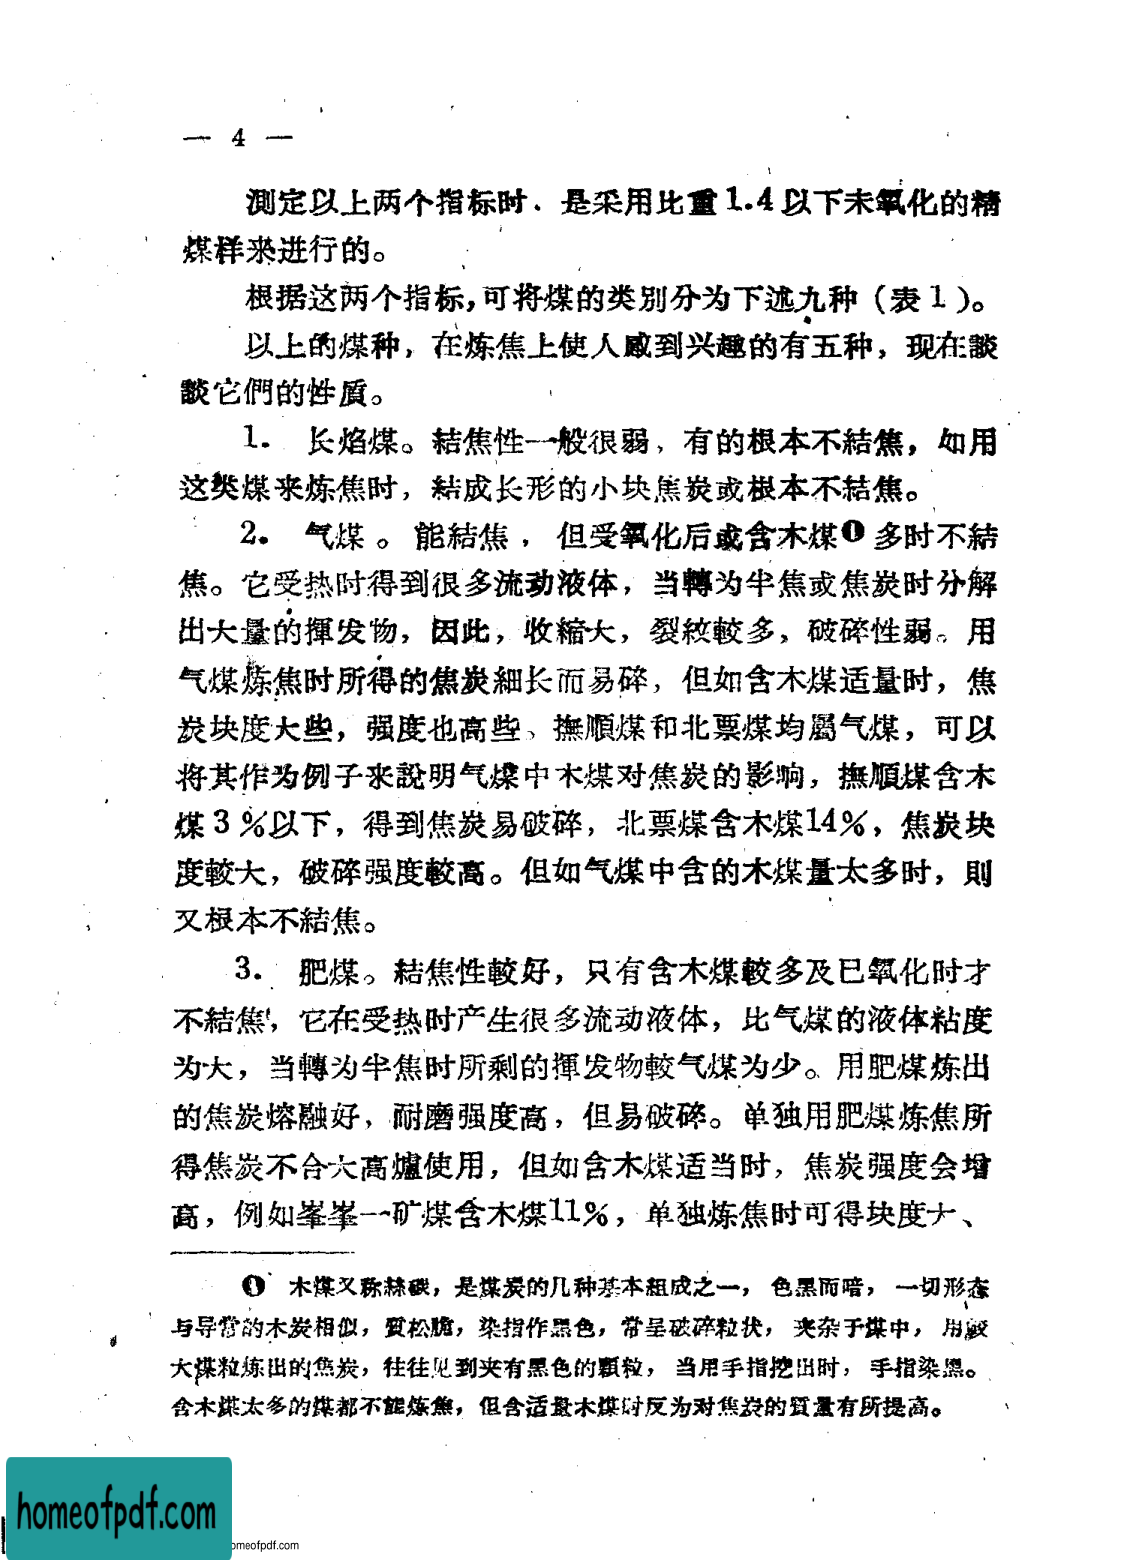 — 4 —
測定以上两个指标时、是采用比重1.4以下未氧化的精
煤样来进行的。
根据这两个指标,可将煤的类别分为下述九种（表1）。
以上的煤种，在炼焦上使人感到兴趣的有五种，现在談
談它們的性質。
1. 长焰煤。結焦性一般很弱，有的根本不結焦，如用
这类煤来炼焦时，結成长形的小块焦炭或根本不結焦。
2. 气煤。能結焦，但受氧化后或含木煤❶多时不結
焦。它受热时得到很多流动液体，当轉为半焦或焦炭时分解
出大量的揮发物，因此，收縮大，裂紋較多，破碎性弱。用
气煤炼焦时所得的焦炭細长而易碎，但如含木煤适量时，焦
炭块度大些，强度也高些、撫順煤和北票煤均屬气煤，可以
将其作为例子来說明气煤中木煤对焦炭的影响，撫順煤含木
煤3%以下，得到焦炭易破碎，北票煤含木煤14%，焦炭块
度較大，破碎强度較高。但如气煤中含的木煤量太多时，則
又根本不結焦。
3. 肥煤。結焦性較好，只有含木煤較多及已氧化时才
不結焦，它在受热时产生很多流动液体，比气煤的液体粘度
为大，当轉为半焦时所剩的揮发物較气煤为少。用肥煤炼出
的焦炭熔融好，耐磨强度高，但易破碎。单独用肥煤炼焦所
得焦炭不合大高爐使用，但如含木煤适当时，焦炭强度会增
高，例如峯峯一矿煤含木煤11%，单独炼焦时可得块度大、
❶ 木煤又称絲碳，是煤炭的几种基本組成之一，色黑而暗，一切形态
与寻常的木炭相似，質松脆，染指作黑色，常呈破碎粒状，夹杂于煤中，用較
大煤粒炼出的焦炭，往往见到夹有黑色的顆粒，当用手指挖出时，手指染黑。
含木煤太多的煤都不能炼焦，但含适量木煤时反为对焦炭的質量有所提高。
homeofpdf.com
omeofpdf.com